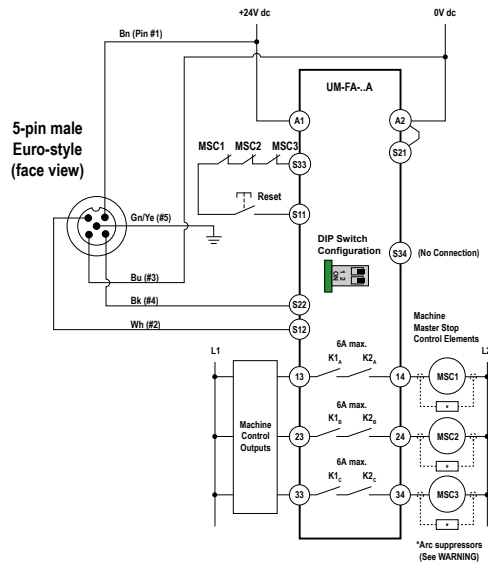 +24V dc
0V dc
Bn (Pin #1)
UM-FA-..A
A1
A2
5-pin male
Euro-style
(face view)
MSC1 MSC2 MSC3
S33
S21
Reset
Gn/Ye (#5)
S11
DIP Switch
Configuration
1 2
ON
S34
(No Connection)
Bu (#3)
Bk (#4)
S22
Wh (#2)
S12
Machine
Master Stop
Control Elements
L1
L2
6A max.
K1A K2A
13
14
MSC1
*
Machine
Control
Outputs
6A max.
K1B K2B
23
24
MSC2
*
6A max.
K1C K2C
33
34
MSC3
*
*Arc suppressors
(See WARNING)